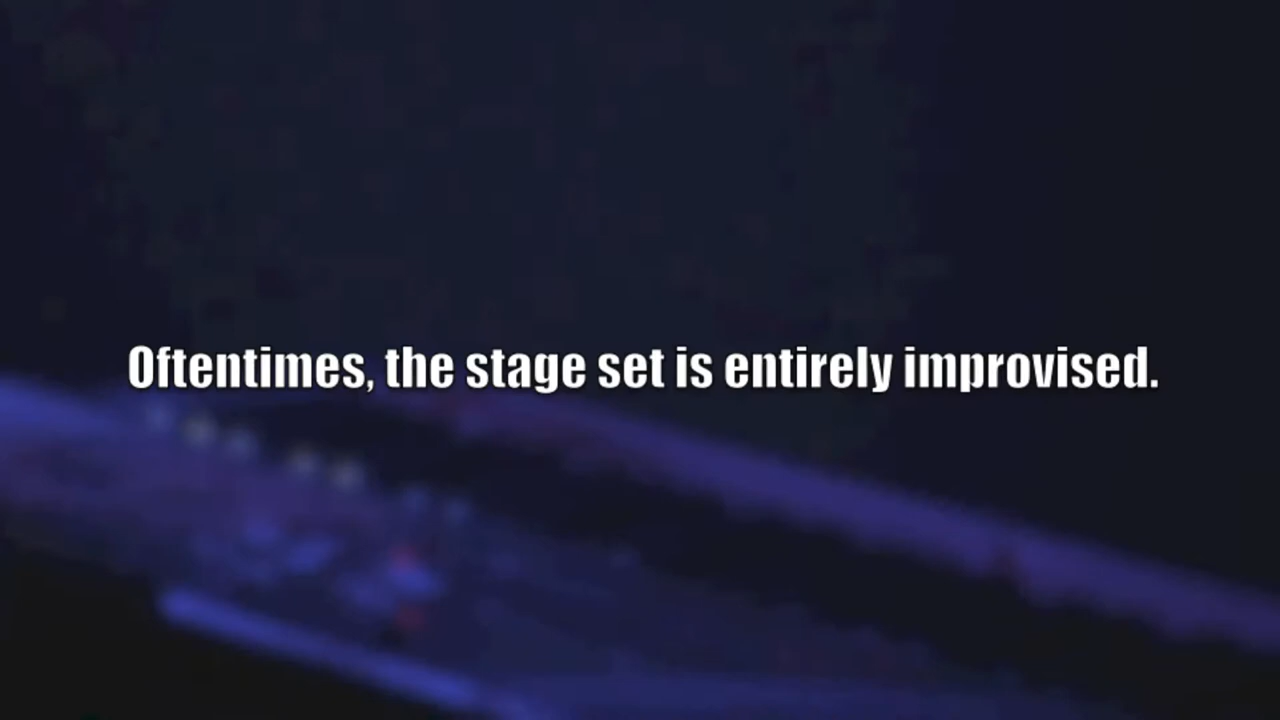 Oftentimes, the stage set is entirely improvised.